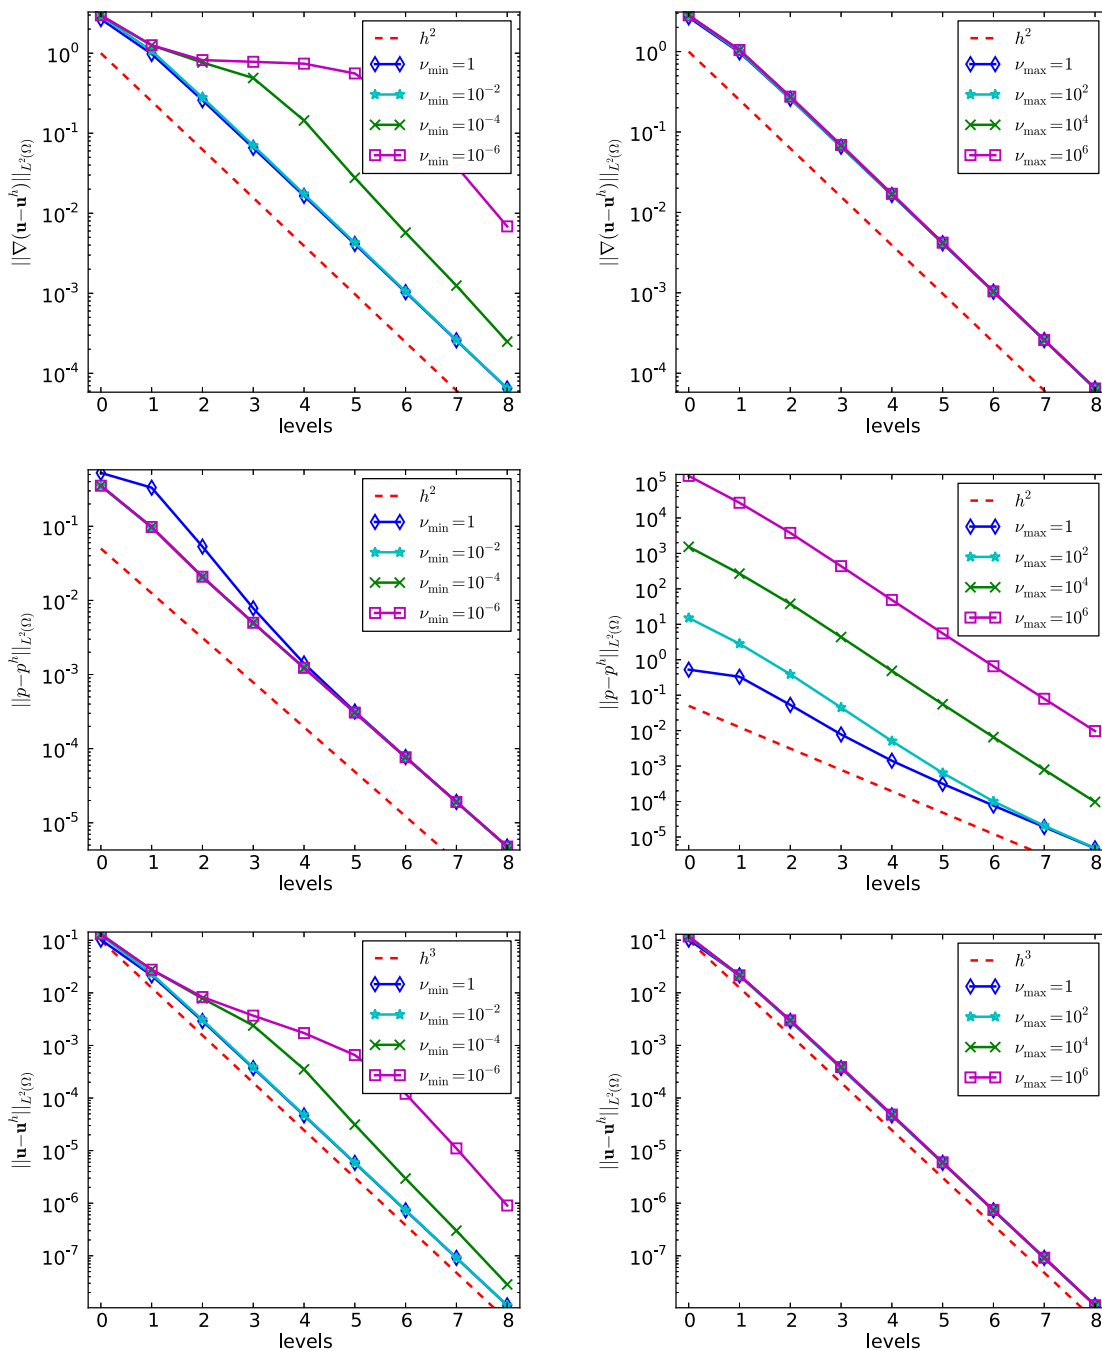 ||∇(u−uʰ)||_{L²(Ω)}
10⁰
10⁻¹
10⁻²
10⁻³
10⁻⁴
h²
ν_min=1
ν_min=10⁻²
ν_min=10⁻⁴
ν_min=10⁻⁶
0 1 2 3 4 5 6 7 8
levels
||∇(u−uʰ)||_{L²(Ω)}
10⁰
10⁻¹
10⁻²
10⁻³
10⁻⁴
h²
ν_max=1
ν_max=10²
ν_max=10⁴
ν_max=10⁶
0 1 2 3 4 5 6 7 8
levels
||p−pʰ||_{L²(Ω)}
10⁻¹
10⁻²
10⁻³
10⁻⁴
10⁻⁵
h²
ν_min=1
ν_min=10⁻²
ν_min=10⁻⁴
ν_min=10⁻⁶
0 1 2 3 4 5 6 7 8
levels
||p−pʰ||_{L²(Ω)}
10⁵
10⁴
10³
10²
10¹
10⁰
10⁻¹
10⁻²
10⁻³
10⁻⁴
10⁻⁵
h²
ν_max=1
ν_max=10²
ν_max=10⁴
ν_max=10⁶
0 1 2 3 4 5 6 7 8
levels
||u−uʰ||_{L²(Ω)}
10⁻¹
10⁻²
10⁻³
10⁻⁴
10⁻⁵
10⁻⁶
10⁻⁷
h³
ν_min=1
ν_min=10⁻²
ν_min=10⁻⁴
ν_min=10⁻⁶
0 1 2 3 4 5 6 7 8
levels
||u−uʰ||_{L²(Ω)}
10⁻¹
10⁻²
10⁻³
10⁻⁴
10⁻⁵
10⁻⁶
10⁻⁷
h³
ν_max=1
ν_max=10²
ν_max=10⁴
ν_max=10⁶
0 1 2 3 4 5 6 7 8
levels